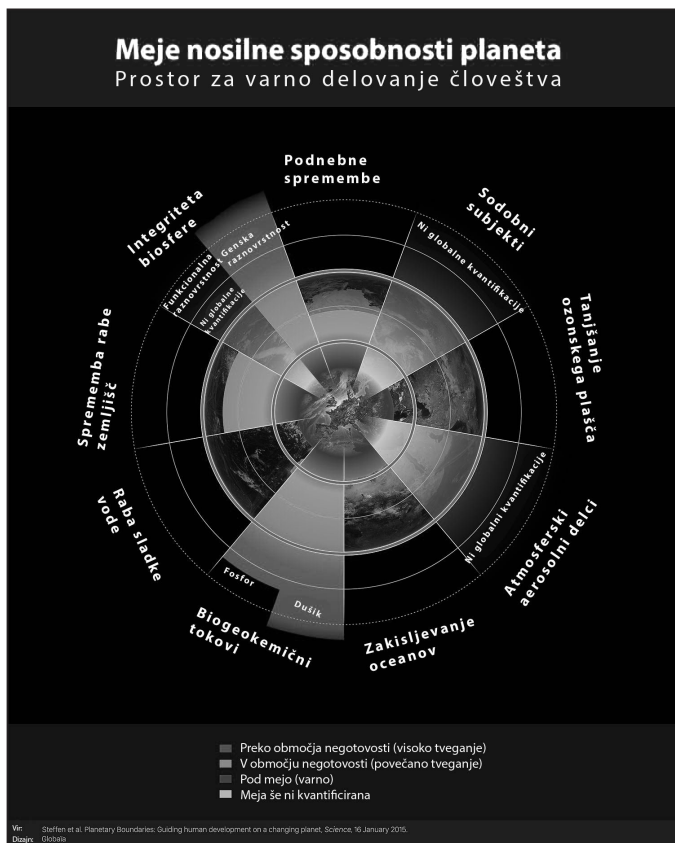 Meje nosilne sposobnosti planeta
Prostor za varno delovanje človeštva
Podnebne
spremembe
Sodobni
subjekti
Ni globalne kvantifikacije
Tanjšanje
ozonskega plašča
Ni globalni kvantifikacije
Atmosferski
aerosolni delci
Zakisljevanje
oceanov
Biogeokemični
tokovi
Fosfor
Dušik
Raba sladke
vode
Sprememba rabe
zemljišč
Integriteta
biosfere
Funkcionalna
raznovrstnost
Ni globalne
kvantifikacije
Genska
raznovrstnost
Preko območja negotovosti (visoko tveganje)
V območju negotovosti (povečano tveganje)
Pod mejo (varno)
Meja še ni kvantificirana
Vir: Steffen et al. Planetary Boundaries: Guiding human development on a changing planet, Science, 16 January 2015.
Dizajn: Globaïa